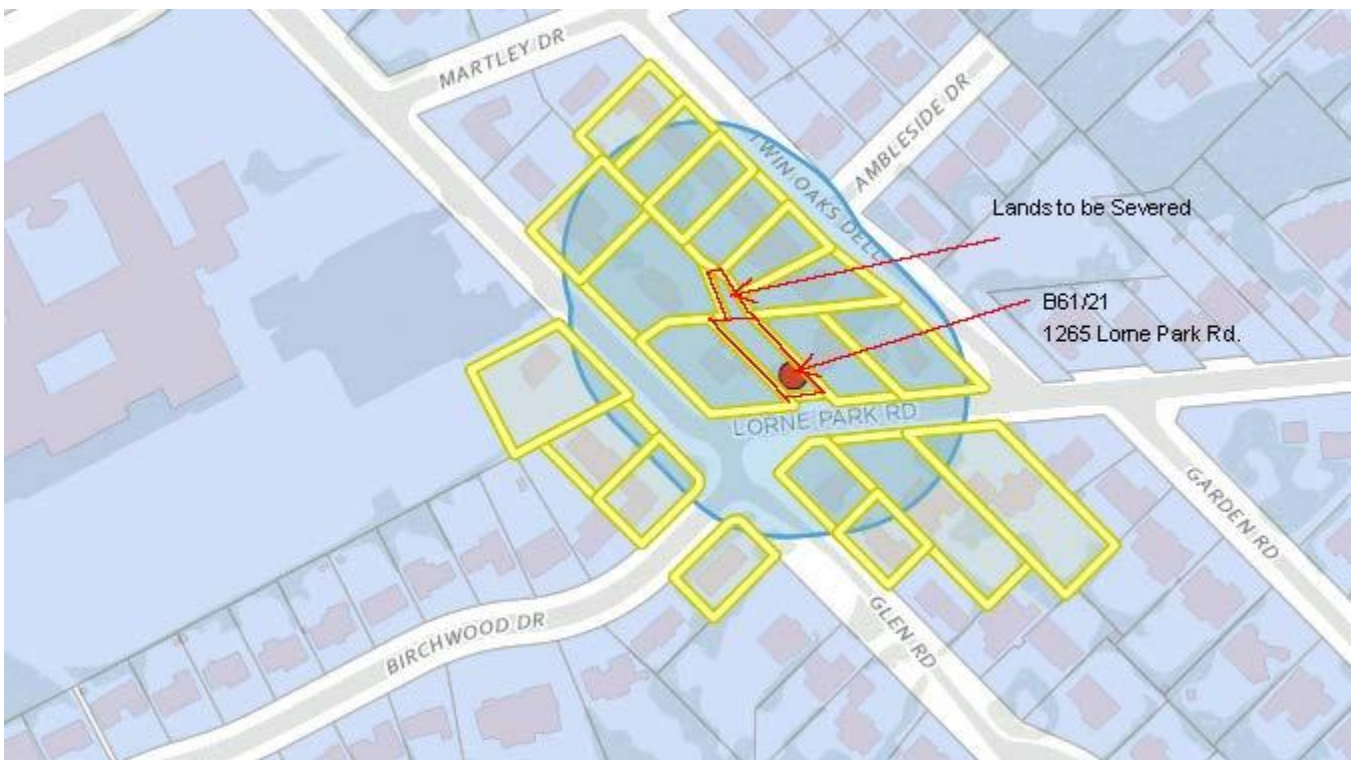 MARTLEY DR
TWIN OAKS DELL
AMBLESIDE DR
Lands to be Severed
B61/21
1265 Lorne Park Rd.
LORNE PARK RD
GARDEN RD
GLEN RD
BIRCHWOOD DR